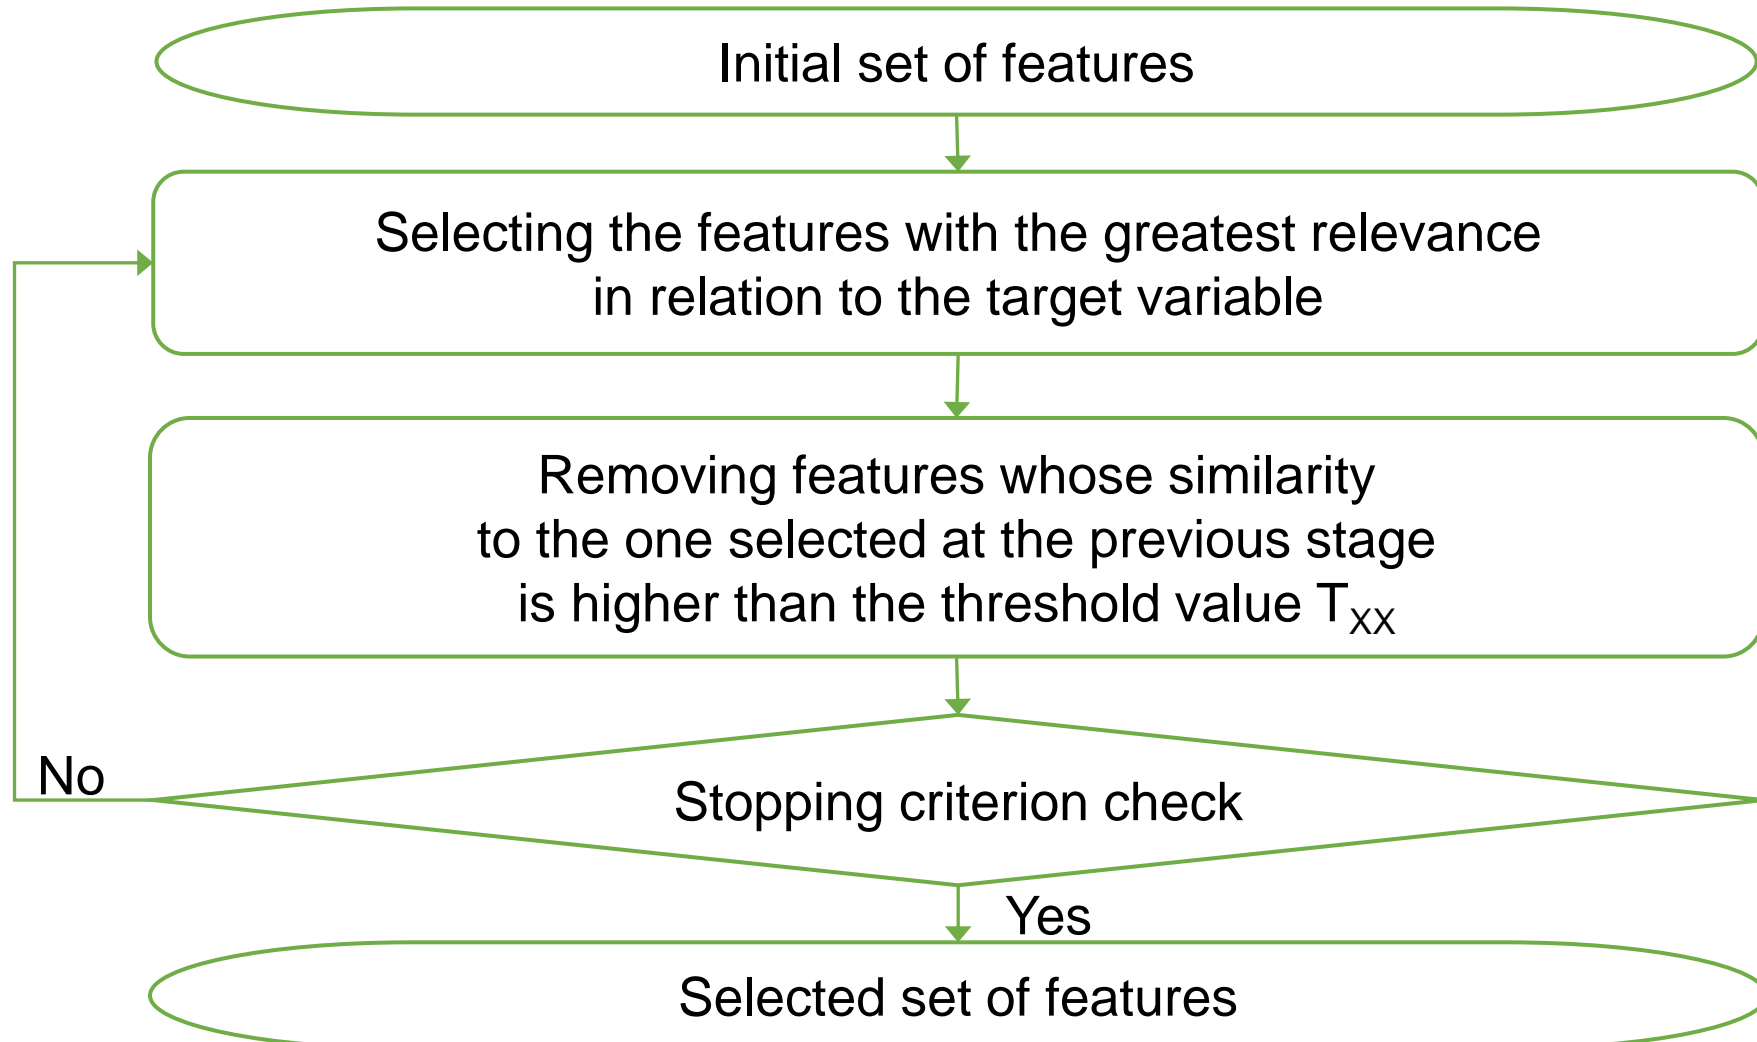 Initial set of features
Selecting the features with the greatest relevance
in relation to the target variable
Removing features whose similarity
to the one selected at the previous stage
is higher than the threshold value T_XX
No
Stopping criterion check
Yes
Selected set of features